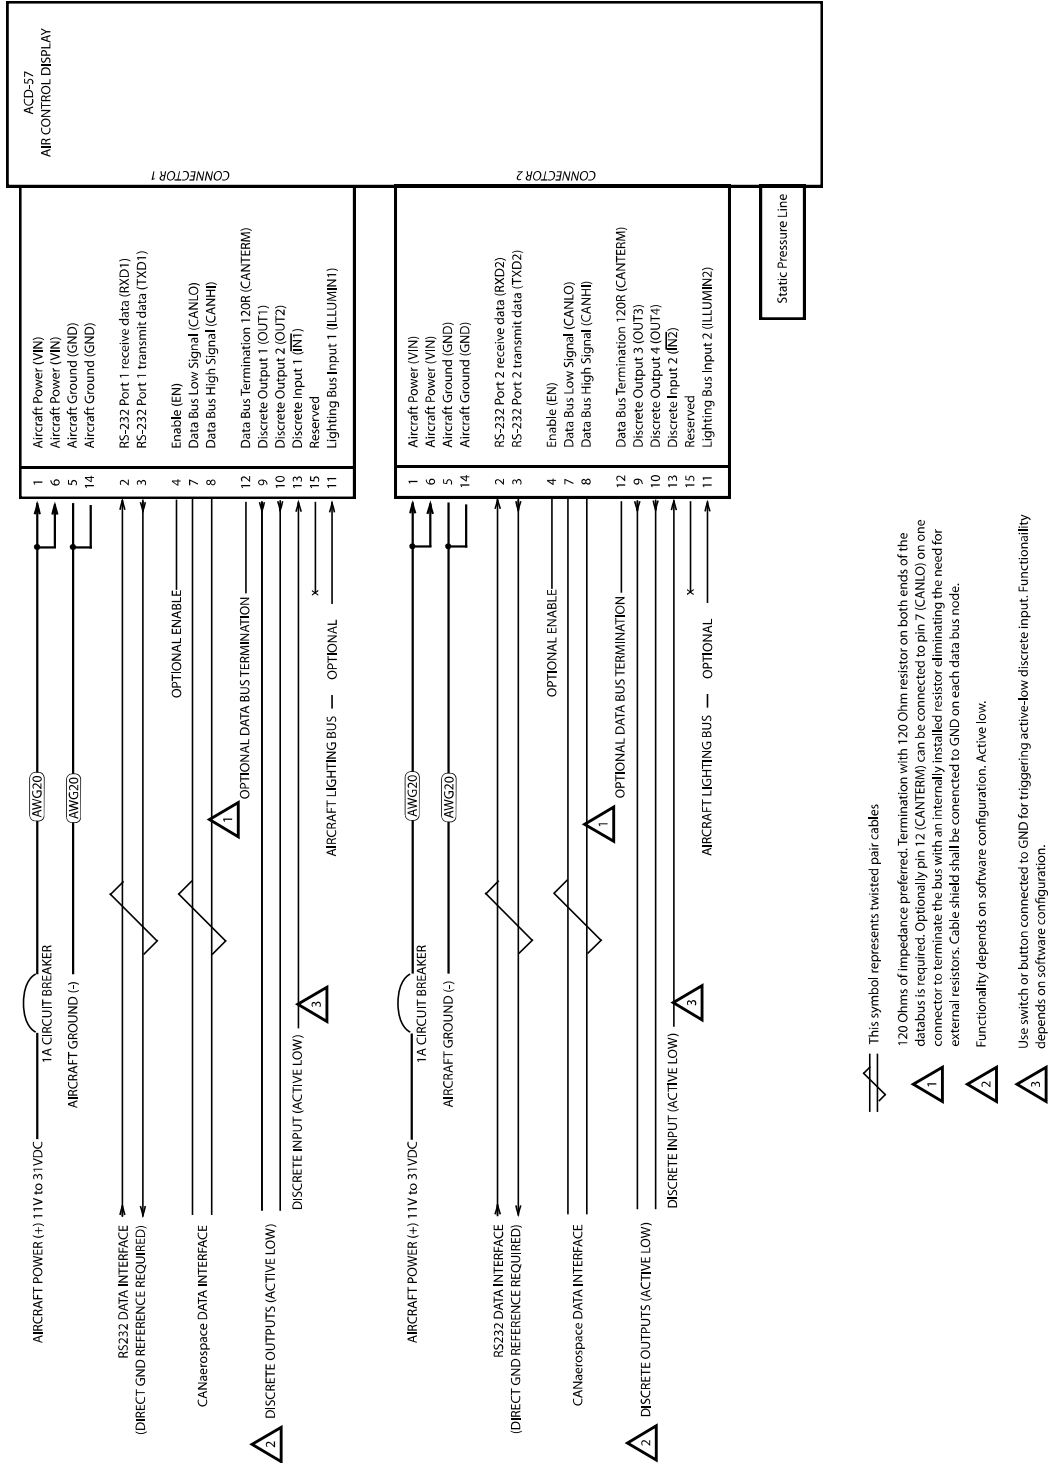 ACD-57
AIR CONTROL DISPLAY
CONNECTOR 1
1 Aircraft Power (VIN)
6 Aircraft Power (VIN)
5 Aircraft Ground (GND)
14 Aircraft Ground (GND)
2 RS-232 Port 1 receive data (RXD1)
3 RS-232 Port 1 transmit data (TXD1)
4 Enable (EN)
7 Data Bus Low Signal (CANLO)
8 Data Bus High Signal (CANHI)
12 Data Bus Termination 120R (CANTERM)
9 Discrete Output 1 (OUT1)
10 Discrete Output 2 (OUT2)
13 Discrete Input 1 (IN1)
15 Reserved
11 Lighting Bus Input 1 (ILLUMIN1)
AIRCRAFT POWER (+) 11V to 31VDC
1A CIRCUIT BREAKER
AWG20
AIRCRAFT GROUND (-)
AWG20
RS232 DATA INTERFACE
(DIRECT GND REFERENCE REQUIRED)
OPTIONAL ENABLE
CANaerospace DATA INTERFACE
1
OPTIONAL DATA BUS TERMINATION
2
DISCRETE OUTPUTS (ACTIVE LOW)
DISCRETE INPUT (ACTIVE LOW)
3
AIRCRAFT LIGHTING BUS — OPTIONAL
CONNECTOR 2
1 Aircraft Power (VIN)
6 Aircraft Power (VIN)
5 Aircraft Ground (GND)
14 Aircraft Ground (GND)
2 RS-232 Port 2 receive data (RXD2)
3 RS-232 Port 2 transmit data (TXD2)
4 Enable (EN)
7 Data Bus Low Signal (CANLO)
8 Data Bus High Signal (CANHI)
12 Data Bus Termination 120R (CANTERM)
9 Discrete Output 3 (OUT3)
10 Discrete Output 4 (OUT4)
13 Discrete Input 2 (IN2)
15 Reserved
11 Lighting Bus Input 2 (ILLUMIN2)
AIRCRAFT POWER (+) 11V to 31VDC
1A CIRCUIT BREAKER
AWG20
AIRCRAFT GROUND (-)
AWG20
RS232 DATA INTERFACE
(DIRECT GND REFERENCE REQUIRED)
OPTIONAL ENABLE
CANaerospace DATA INTERFACE
1
OPTIONAL DATA BUS TERMINATION
2
DISCRETE OUTPUTS (ACTIVE LOW)
DISCRETE INPUT (ACTIVE LOW)
3
AIRCRAFT LIGHTING BUS — OPTIONAL
Static Pressure Line
This symbol represents twisted pair cables
1
120 Ohms of impedance preferred. Termination with 120 Ohm resistor on both ends of the
databus is required. Optionally pin 12 (CANTERM) can be connected to pin 7 (CANLO) on one
connector to terminate the bus with an internally installed resistor eliminating the need for
external resistors. Cable shield shall be conencted to GND on each data bus node.
2
Functionality depends on software configuration. Active low.
3
Use switch or button connected to GND for triggering active-low discrete input. Functionaility
depends on software configuration.